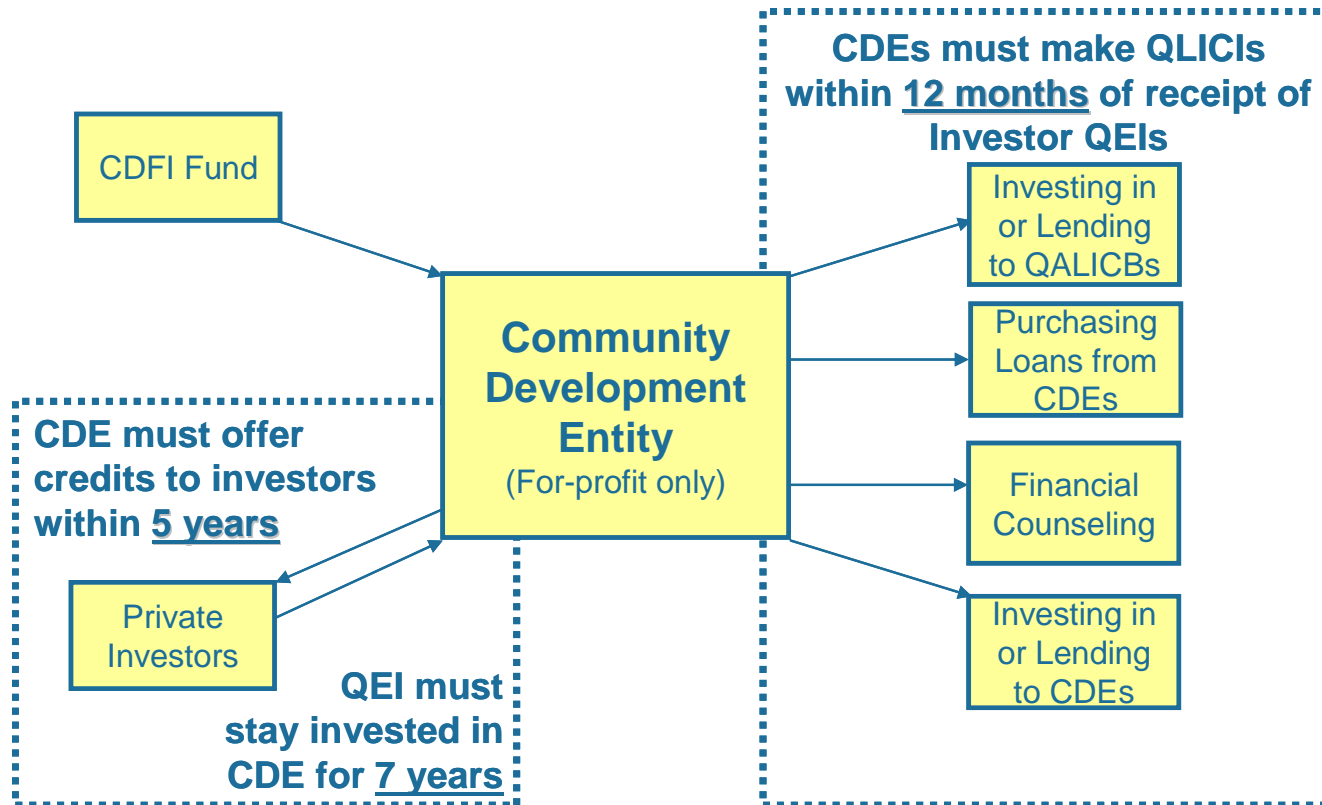 CDEs must make QLICIs
within 12 months of receipt of
Investor QEIs
CDFI Fund
Investing in
or Lending
to QALICBs
Community
Development
Entity
(For-profit only)
Purchasing
Loans from
CDEs
CDE must offer
credits to investors
within 5 years
Financial
Counseling
Private
Investors
Investing in
or Lending
to CDEs
QEI must
stay invested in
CDE for 7 years